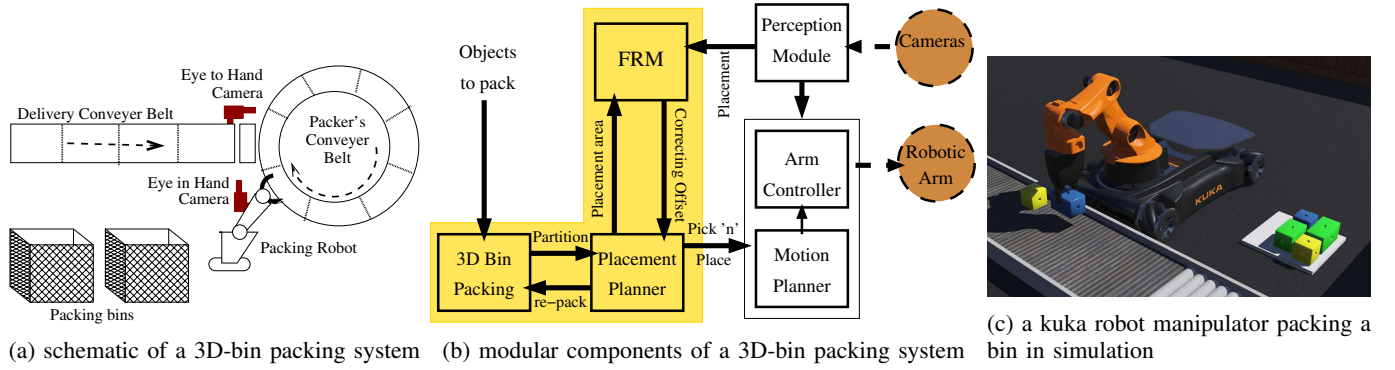 Eye to Hand
Camera
Delivery Conveyer Belt
Packer's
Conveyer
Belt
Eye in Hand
Camera
Packing Robot
Packing bins
(a) schematic of a 3D-bin packing system
Objects
to pack
FRM
Perception
Module
Cameras
Placement
Placement area
Correcting Offset
Arm
Controller
Robotic
Arm
3D Bin
Packing
Partition
re-pack
Placement
Planner
Pick 'n'
Place
Motion
Planner
(b) modular components of a 3D-bin packing system
KUKA
(c) a kuka robot manipulator packing a
bin in simulation